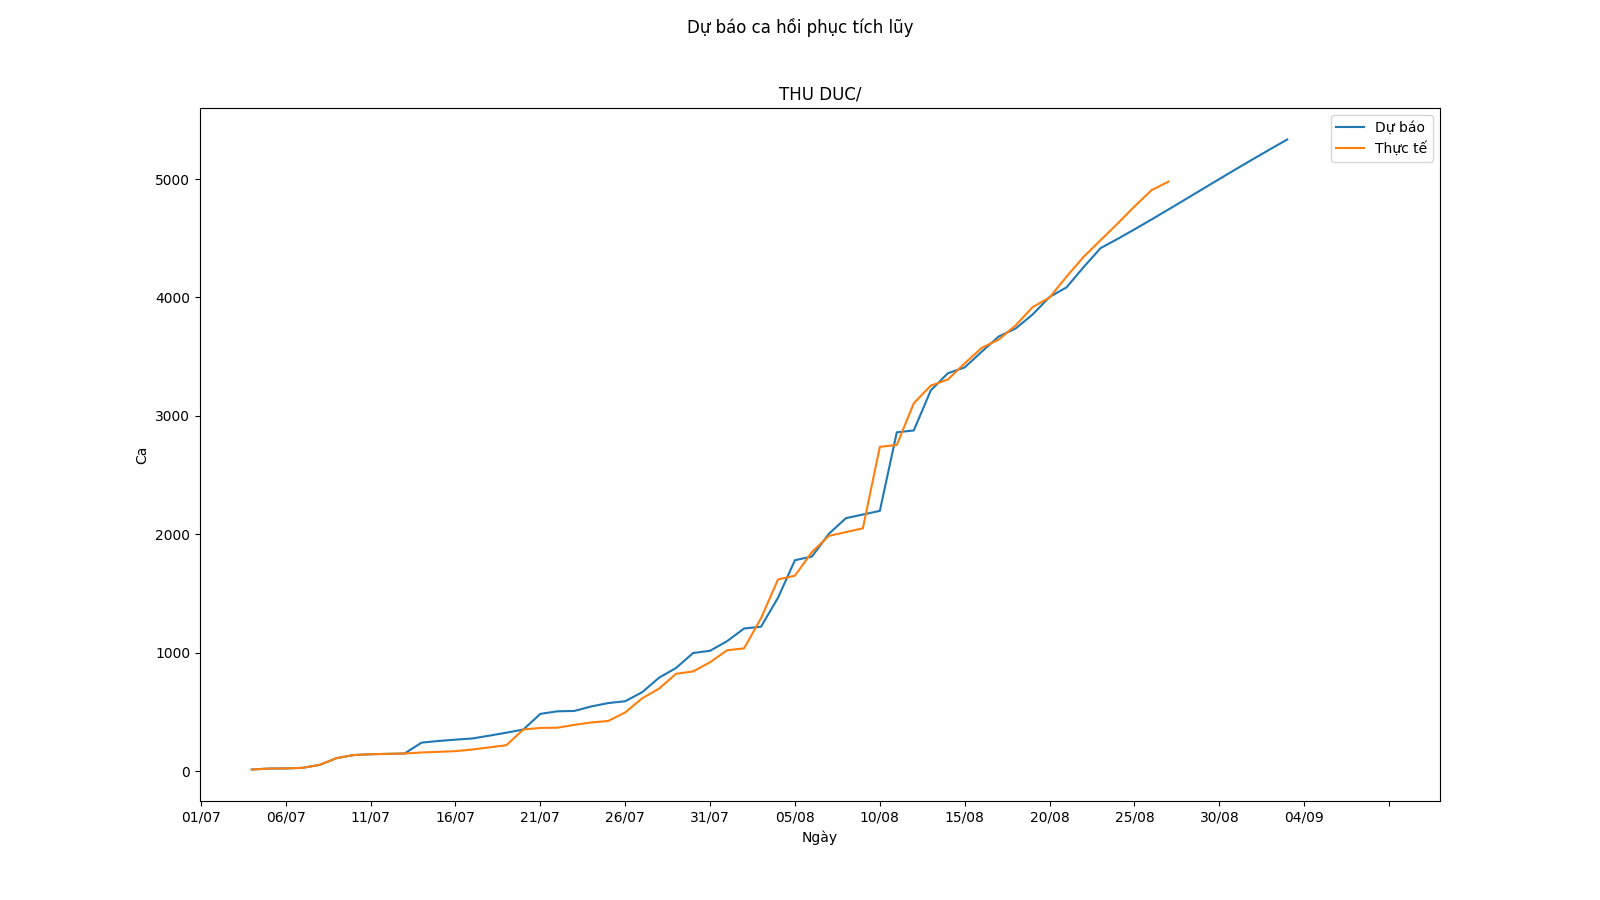 Dự báo ca hồi phục tích lũy
THU DUC/
Dự báo
Thực tế
5000
4000
3000
2000
1000
0
Ca
01/07 06/07 11/07 16/07 21/07 26/07 31/07 05/08 10/08 15/08 20/08 25/08 30/08 04/09
Ngày